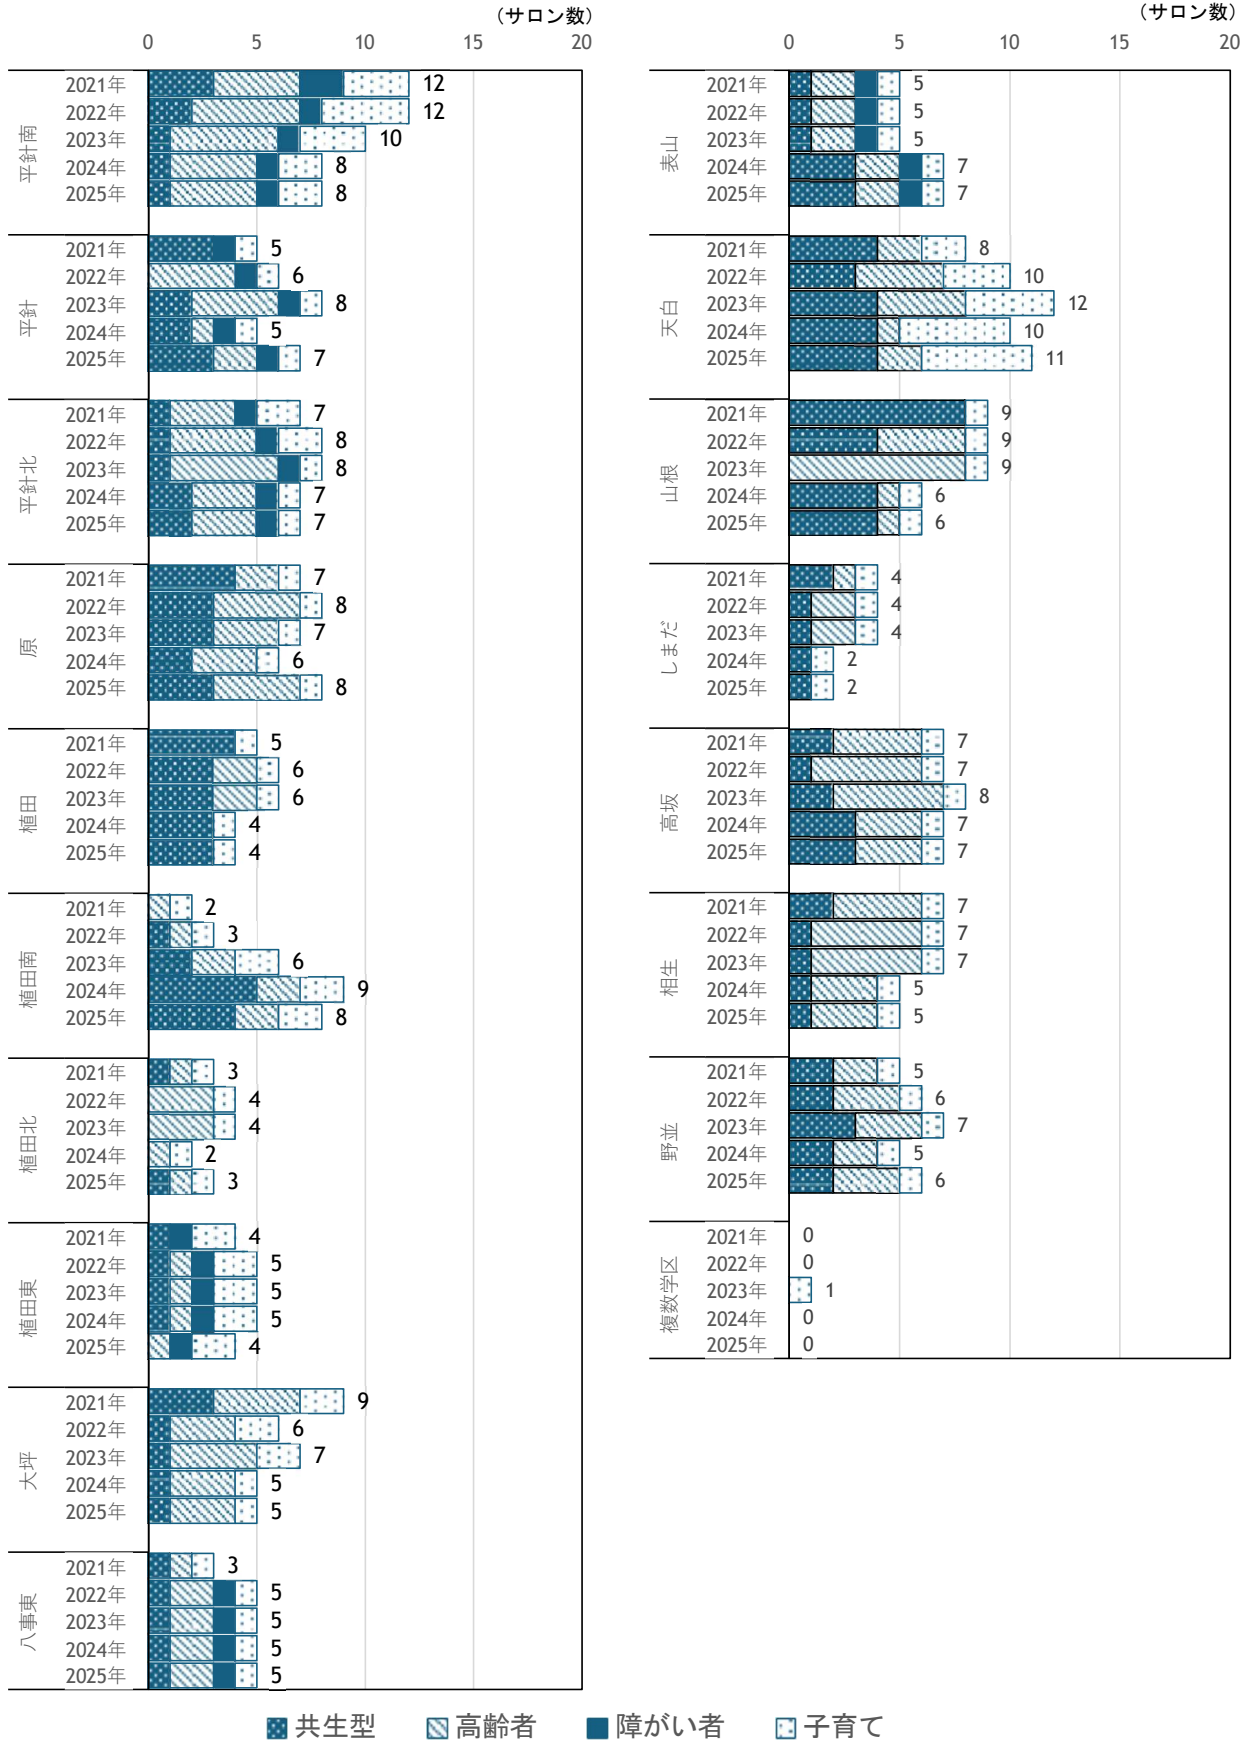 （サロン数）
0 5 10 15 20
平針南
2021年 12
2022年 12
2023年 10
2024年 8
2025年 8
平針
2021年 5
2022年 6
2023年 8
2024年 5
2025年 7
平針北
2021年 7
2022年 8
2023年 8
2024年 7
2025年 7
原
2021年 7
2022年 8
2023年 7
2024年 6
2025年 8
植田
2021年 5
2022年 6
2023年 6
2024年 4
2025年 4
植田南
2021年 2
2022年 3
2023年 6
2024年 9
2025年 8
植田北
2021年 3
2022年 4
2023年 4
2024年 2
2025年 3
植田東
2021年 4
2022年 5
2023年 5
2024年 5
2025年 4
大坪
2021年 9
2022年 6
2023年 7
2024年 5
2025年 5
八事東
2021年 3
2022年 5
2023年 5
2024年 5
2025年 5
（サロン数）
0 5 10 15 20
表山
2021年 5
2022年 5
2023年 5
2024年 7
2025年 7
天白
2021年 8
2022年 10
2023年 12
2024年 10
2025年 11
山根
2021年 9
2022年 9
2023年 9
2024年 6
2025年 6
しまだ
2021年 4
2022年 4
2023年 4
2024年 2
2025年 2
高坂
2021年 7
2022年 7
2023年 8
2024年 7
2025年 7
相生
2021年 7
2022年 7
2023年 7
2024年 5
2025年 5
野並
2021年 5
2022年 6
2023年 7
2024年 5
2025年 6
複数学区
2021年 0
2022年 0
2023年 1
2024年 0
2025年 0
共生型 高齢者 障がい者 子育て